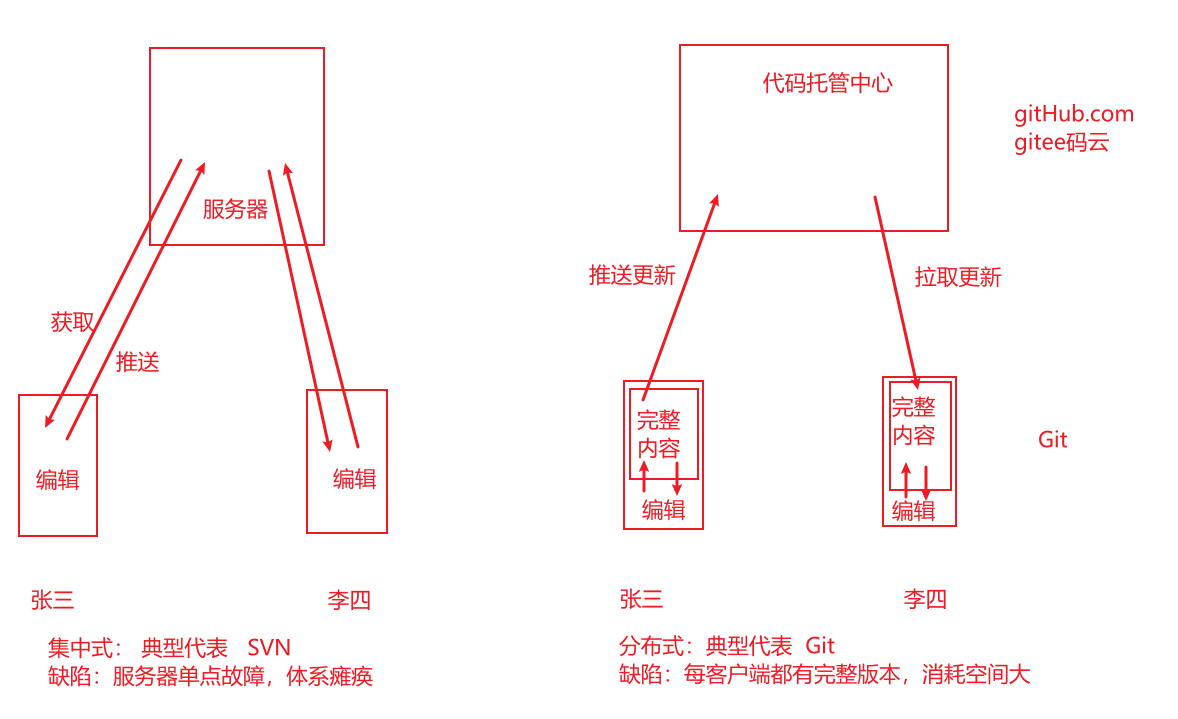 服务器
获取
推送
编辑
编辑
张三
李四
集中式： 典型代表 SVN
缺陷：服务器单点故障，体系瘫痪
代码托管中心
gitHub.com
gitee码云
推送更新
拉取更新
完整
内容
编辑
完整
内容
编辑
Git
张三
李四
分布式：典型代表 Git
缺陷：每客户端都有完整版本，消耗空间大